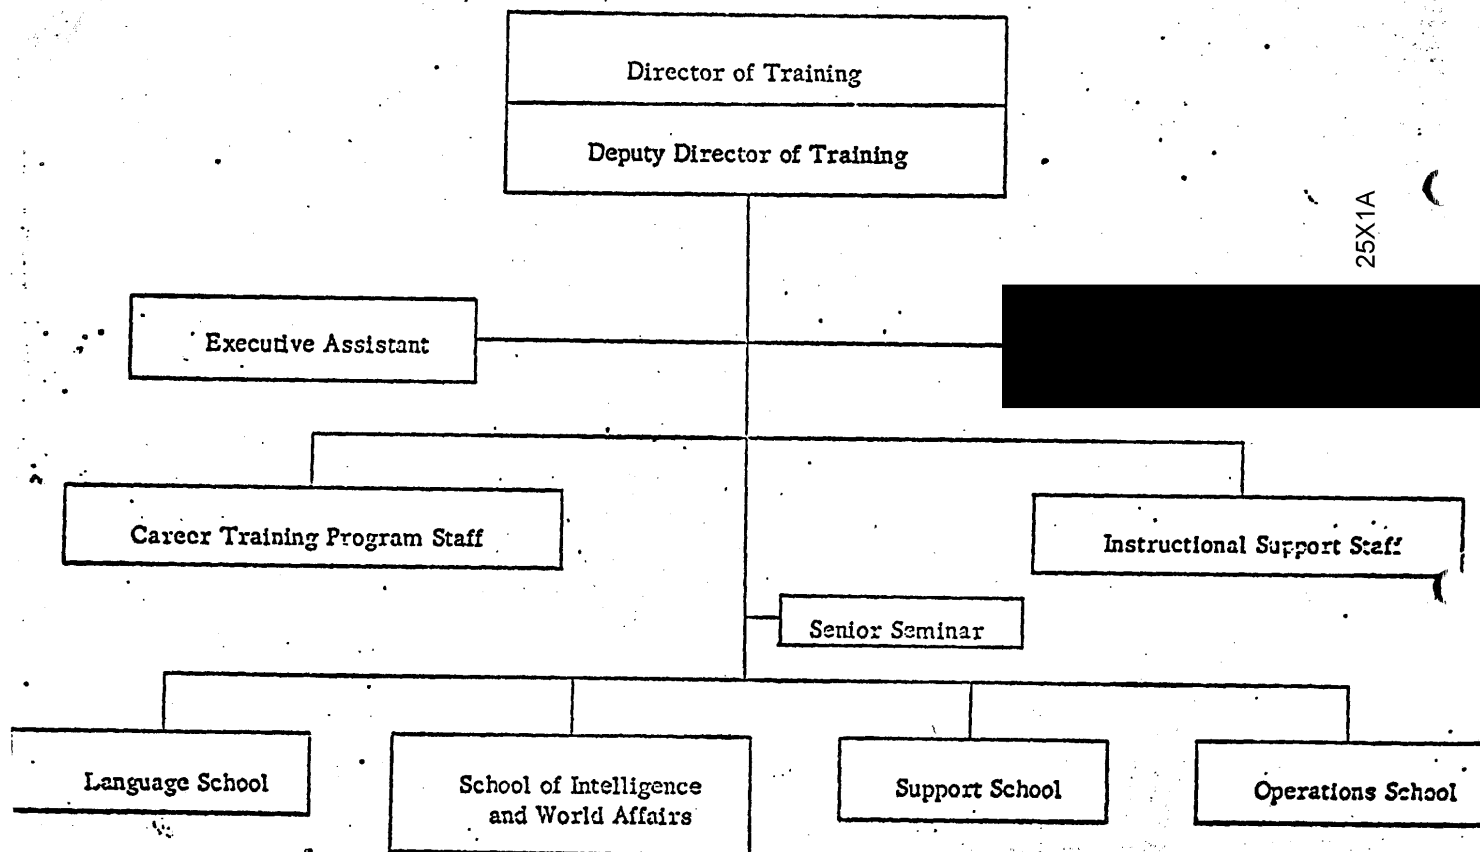 Director of Training
Deputy Director of Training
25X1A
Executive Assistant
Career Training Program Staff
Instructional Support Staff
Senior Seminar
Language School
School of Intelligence
and World Affairs
Support School
Operations School